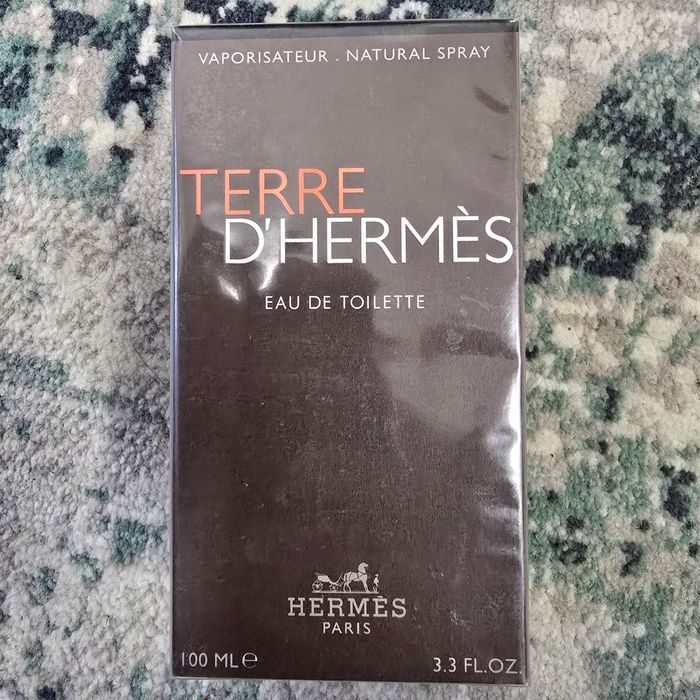 VAPORISATEUR . NATURAL SPRAY
TERRE
D'HERMÈS
EAU DE TOILETTE
HERMÈS
PARIS
100 ML ℮ 3.3 FL.OZ.